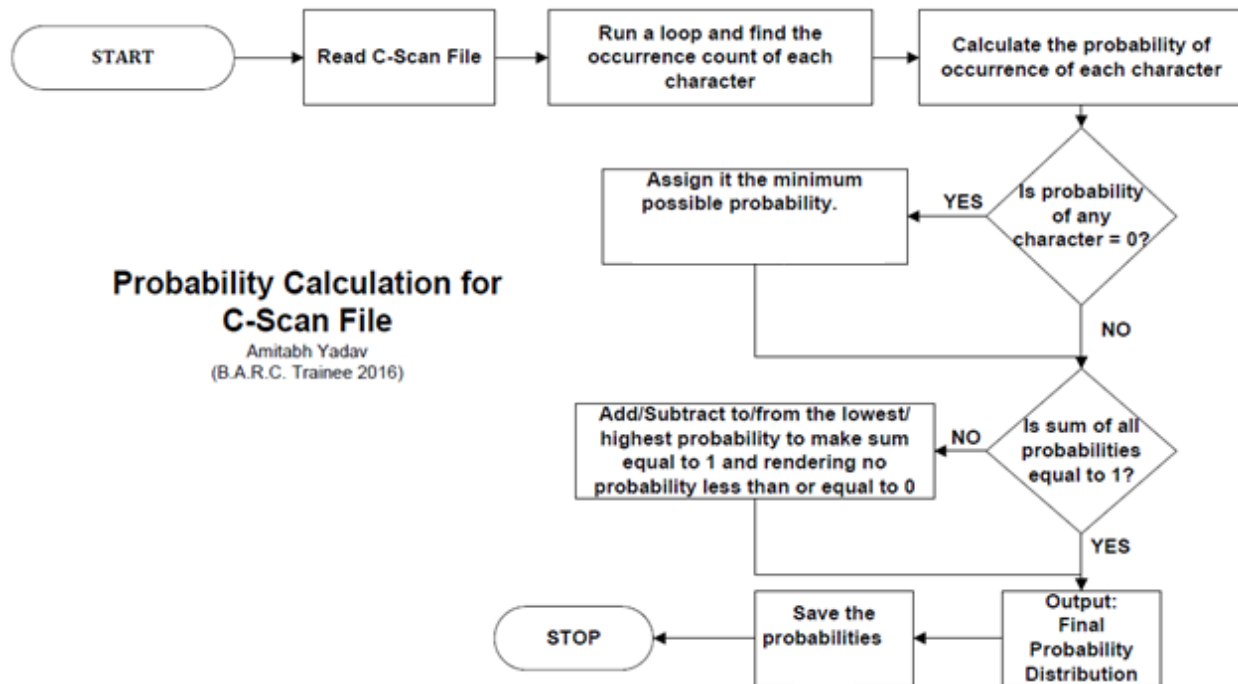 START
Read C-Scan File
Run a loop and find the
occurrence count of each
character
Calculate the probability of
occurrence of each character
Is probability
of any
character = 0?
YES
Assign it the minimum
possible probability.
NO
Probability Calculation for
C-Scan File
Amitabh Yadav
(B.A.R.C. Trainee 2016)
Is sum of all
probabilities
equal to 1?
NO
Add/Subtract to/from the lowest/
highest probability to make sum
equal to 1 and rendering no
probability less than or equal to 0
YES
Output:
Final
Probability
Distribution
Save the
probabilities
STOP